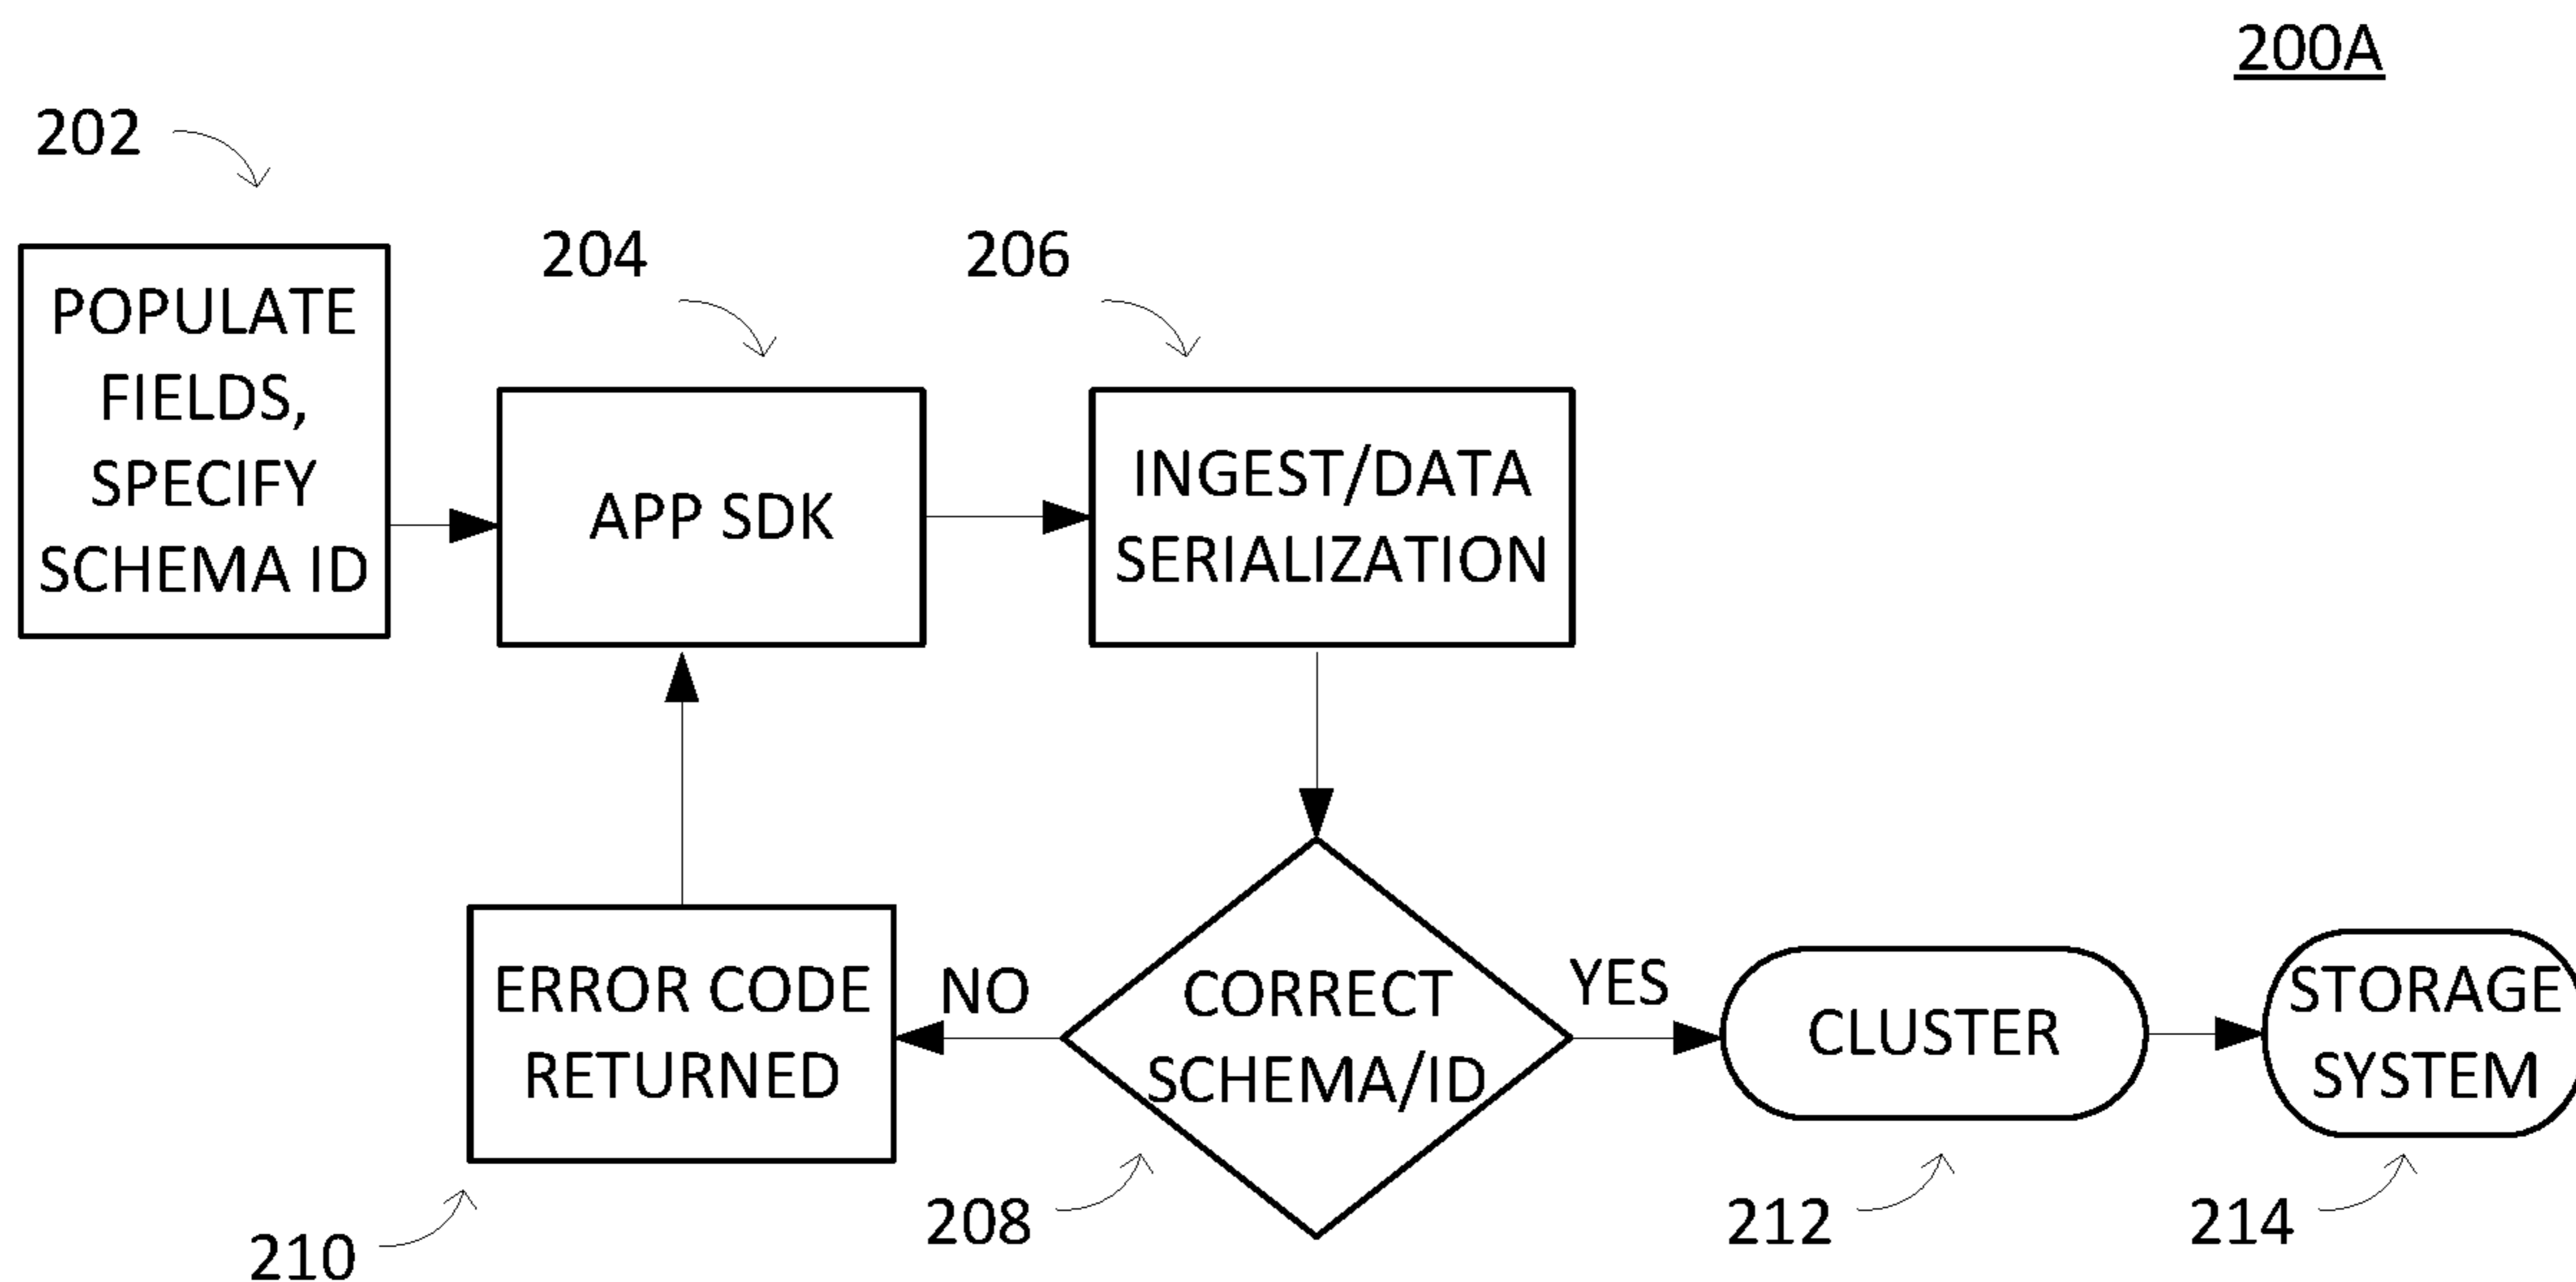 200A
202
POPULATE
FIELDS,
SPECIFY
SCHEMA ID
204
APP SDK
206
INGEST/DATA
SERIALIZATION
ERROR CODE
RETURNED
210
NO
CORRECT
SCHEMA/ID
208
YES
CLUSTER
212
STORAGE
SYSTEM
214